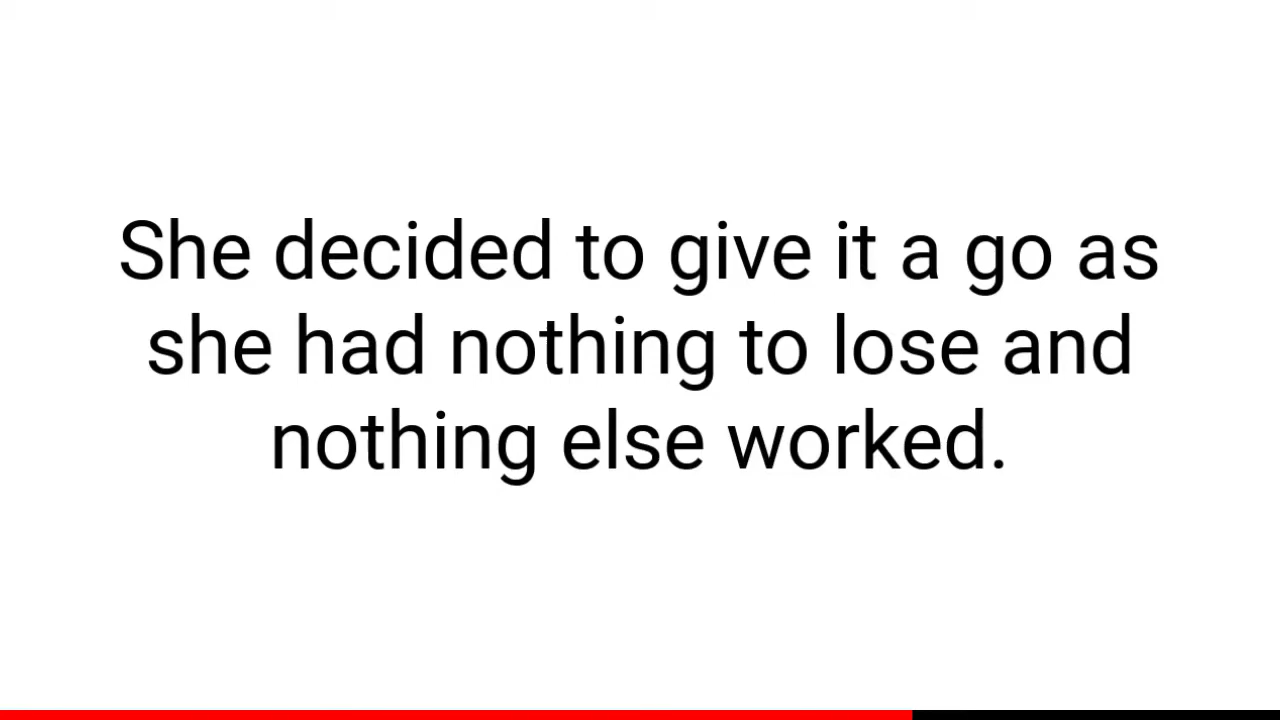 She decided to give it a go as
she had nothing to lose and
nothing else worked.